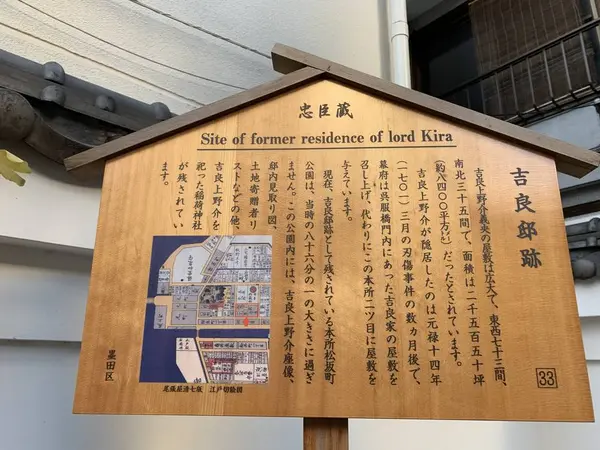 忠臣蔵
Site of former residence of lord Kira
吉良邸跡
吉良上野介義央の屋敷は広大で、東西七十三間、
南北三十五間で、面積は二千五百五十坪
(約八四〇〇平方㍍)だったとされています。
吉良上野介が隠居したのは元禄十四年
(一七〇一)三月の刃傷事件の数ヵ月後で、
幕府は呉服橋門内にあった吉良家の屋敷を
召し上げ、代わりにこの本所二ツ目に屋敷を
与えています。
現在、吉良邸跡として残されている本所松坂町
公園は、当時の八十六分の一の大きさに過ぎ
ません。この公園内には、吉良上野介座像、
邸内見取り図、
土地寄贈者リ
ストなどの他、
吉良上野介を
祀った稲荷神社
が残されてい
ます。
尾張屋清七版 江戸切絵図
墨田区
33